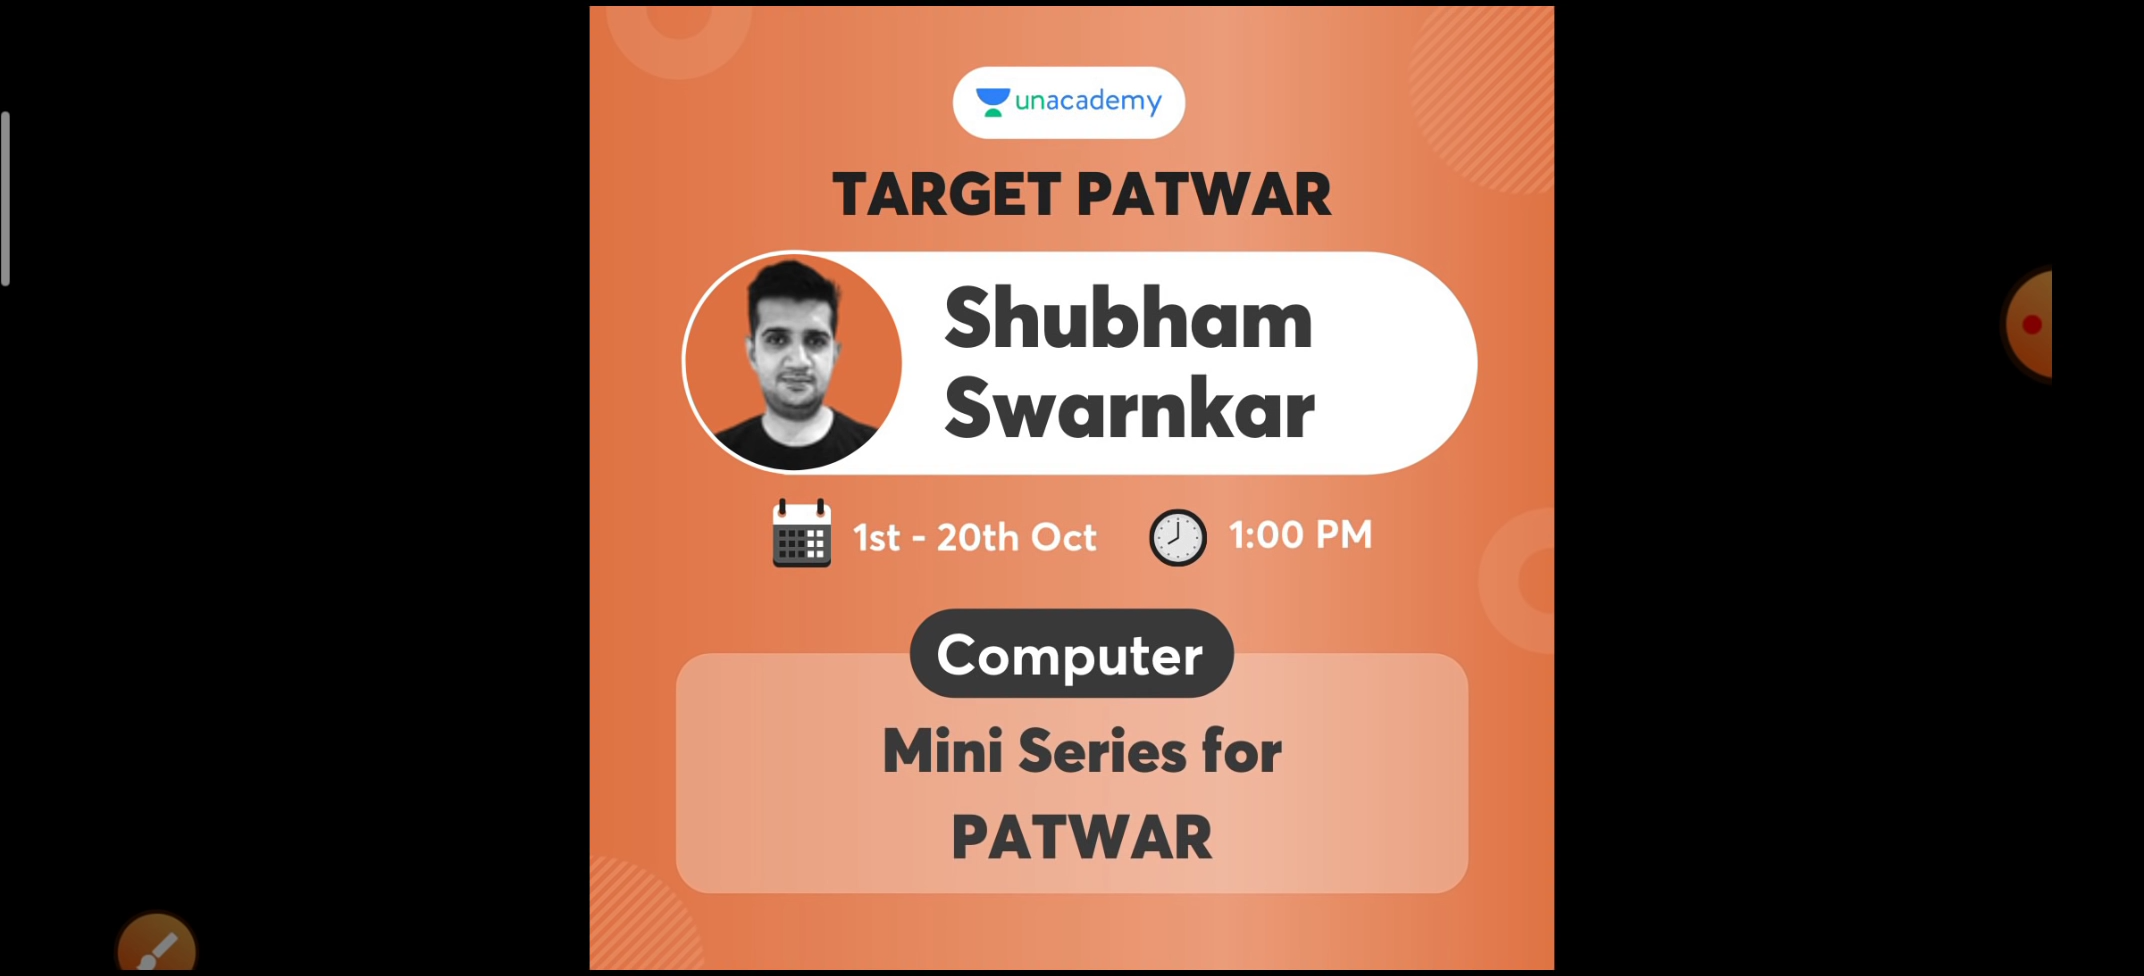 unacademy
TARGET PATWAR
Shubham
Swarnkar
1st - 20th Oct
1:00 PM
Computer
Mini Series for
PATWAR